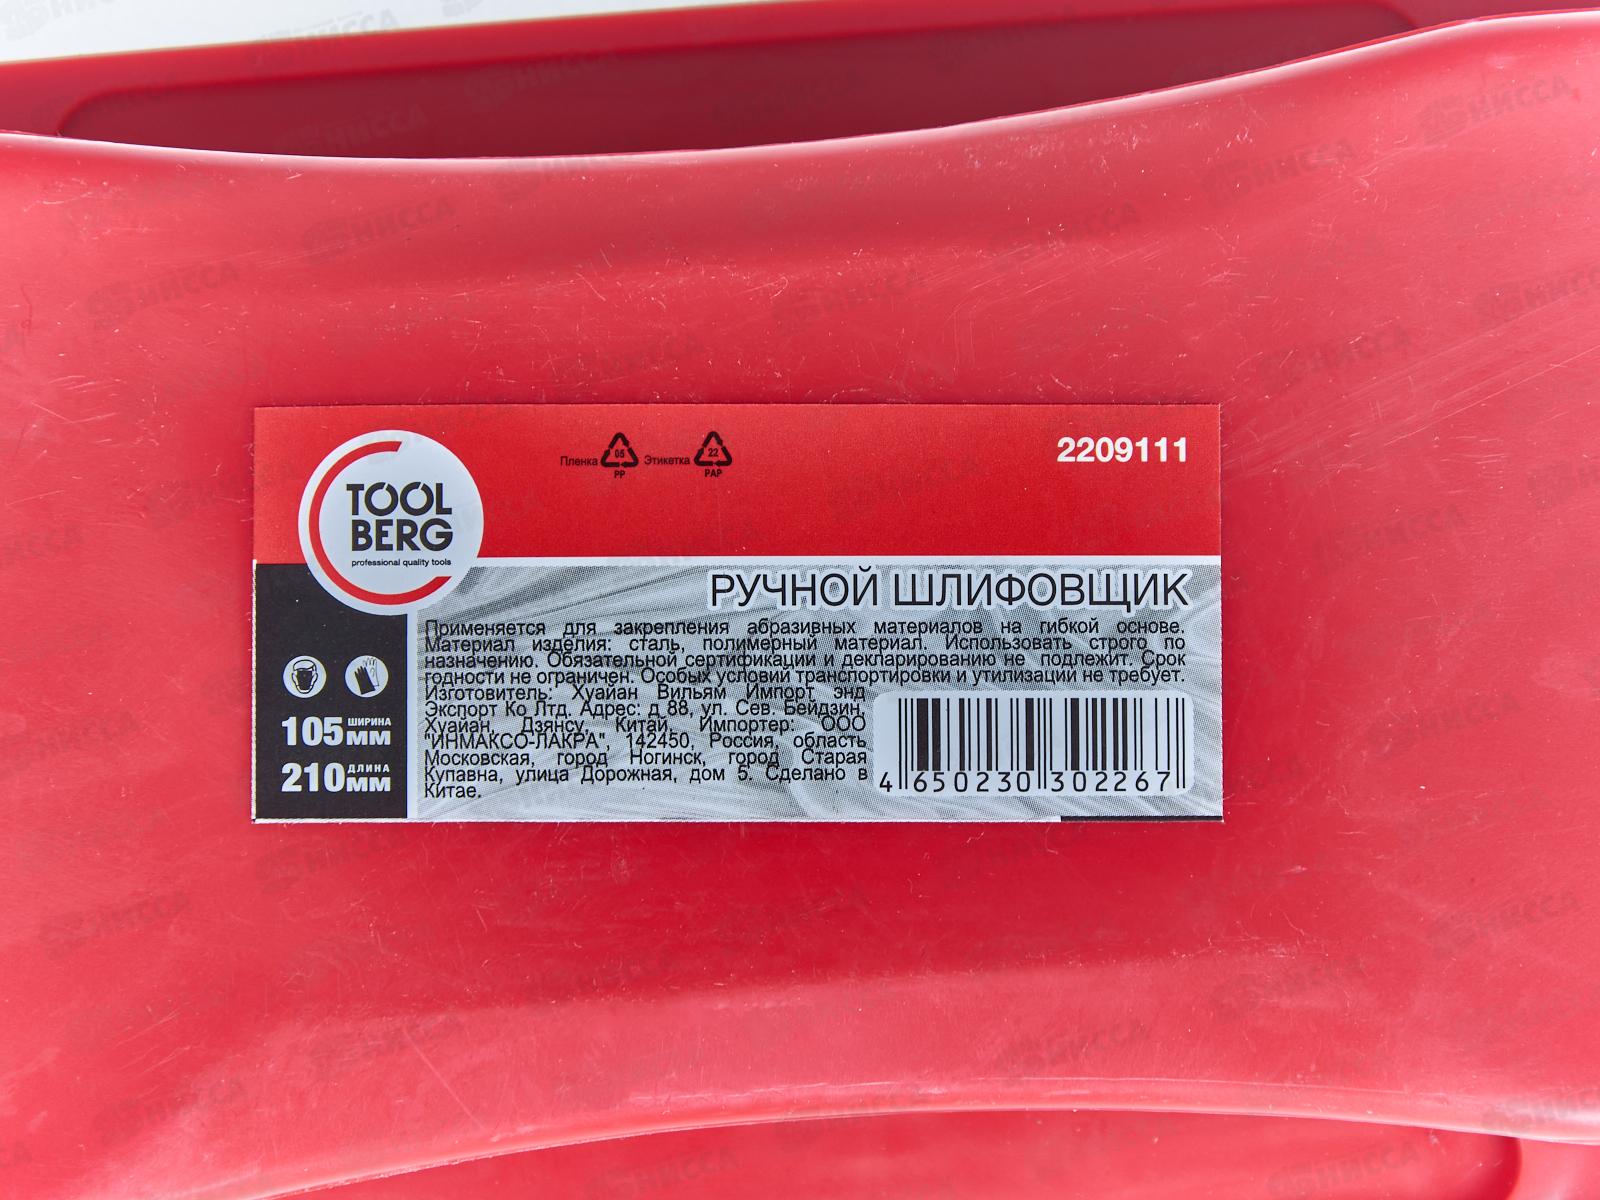 Пленка 05 PP Этикетка 22 PAP
2209111
TOOL
BERG
professional quality tools
РУЧНОЙ ШЛИФОВЩИК
Применяется для закрепления абразивных материалов на гибкой основе.
Материал изделия: сталь, полимерный материал. Использовать строго по
назначению. Обязательной сертификации и декларированию не подлежит. Срок
годности не ограничен. Особых условий транспортировки и утилизации не требует.
Изготовитель: Хуайан Вильям Импорт энд
Экспорт Ко Лтд. Адрес: д 88, ул. Сев. Бейдзин,
Хуайан, Дзянсу, Китай. Импортер: ООО
"ИНМАКСО-ЛАКРА", 142450, Россия, область
Московская, город Ногинск, город Старая
Купавна, улица Дорожная, дом 5. Сделано в
Китае.
105 ШИРИНА ММ
210 ДЛИНА ММ
4 650230 302267
НИССА